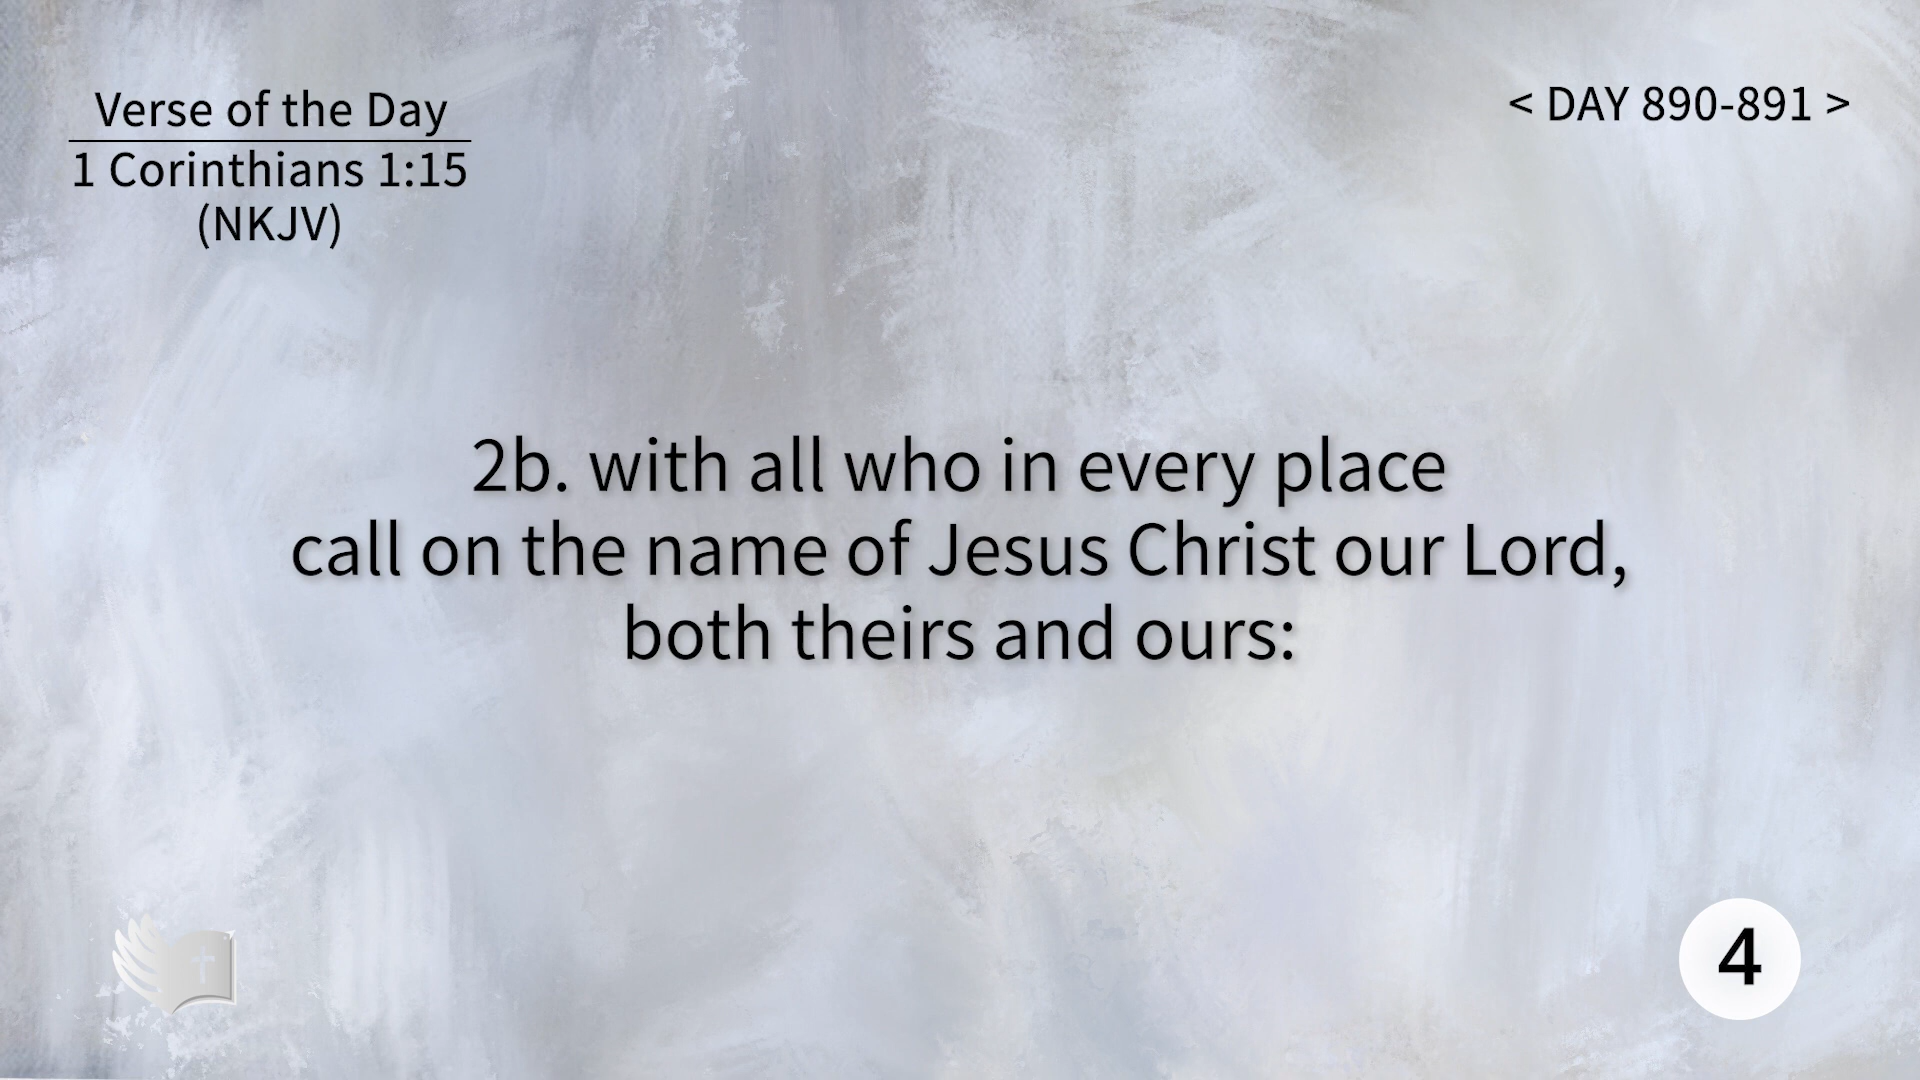 Verse of the Day
1 Corinthians 1:15
(NKJV)
< DAY 890-891 >
2b. with all who in every place
call on the name of Jesus Christ our Lord,
both theirs and ours:
4